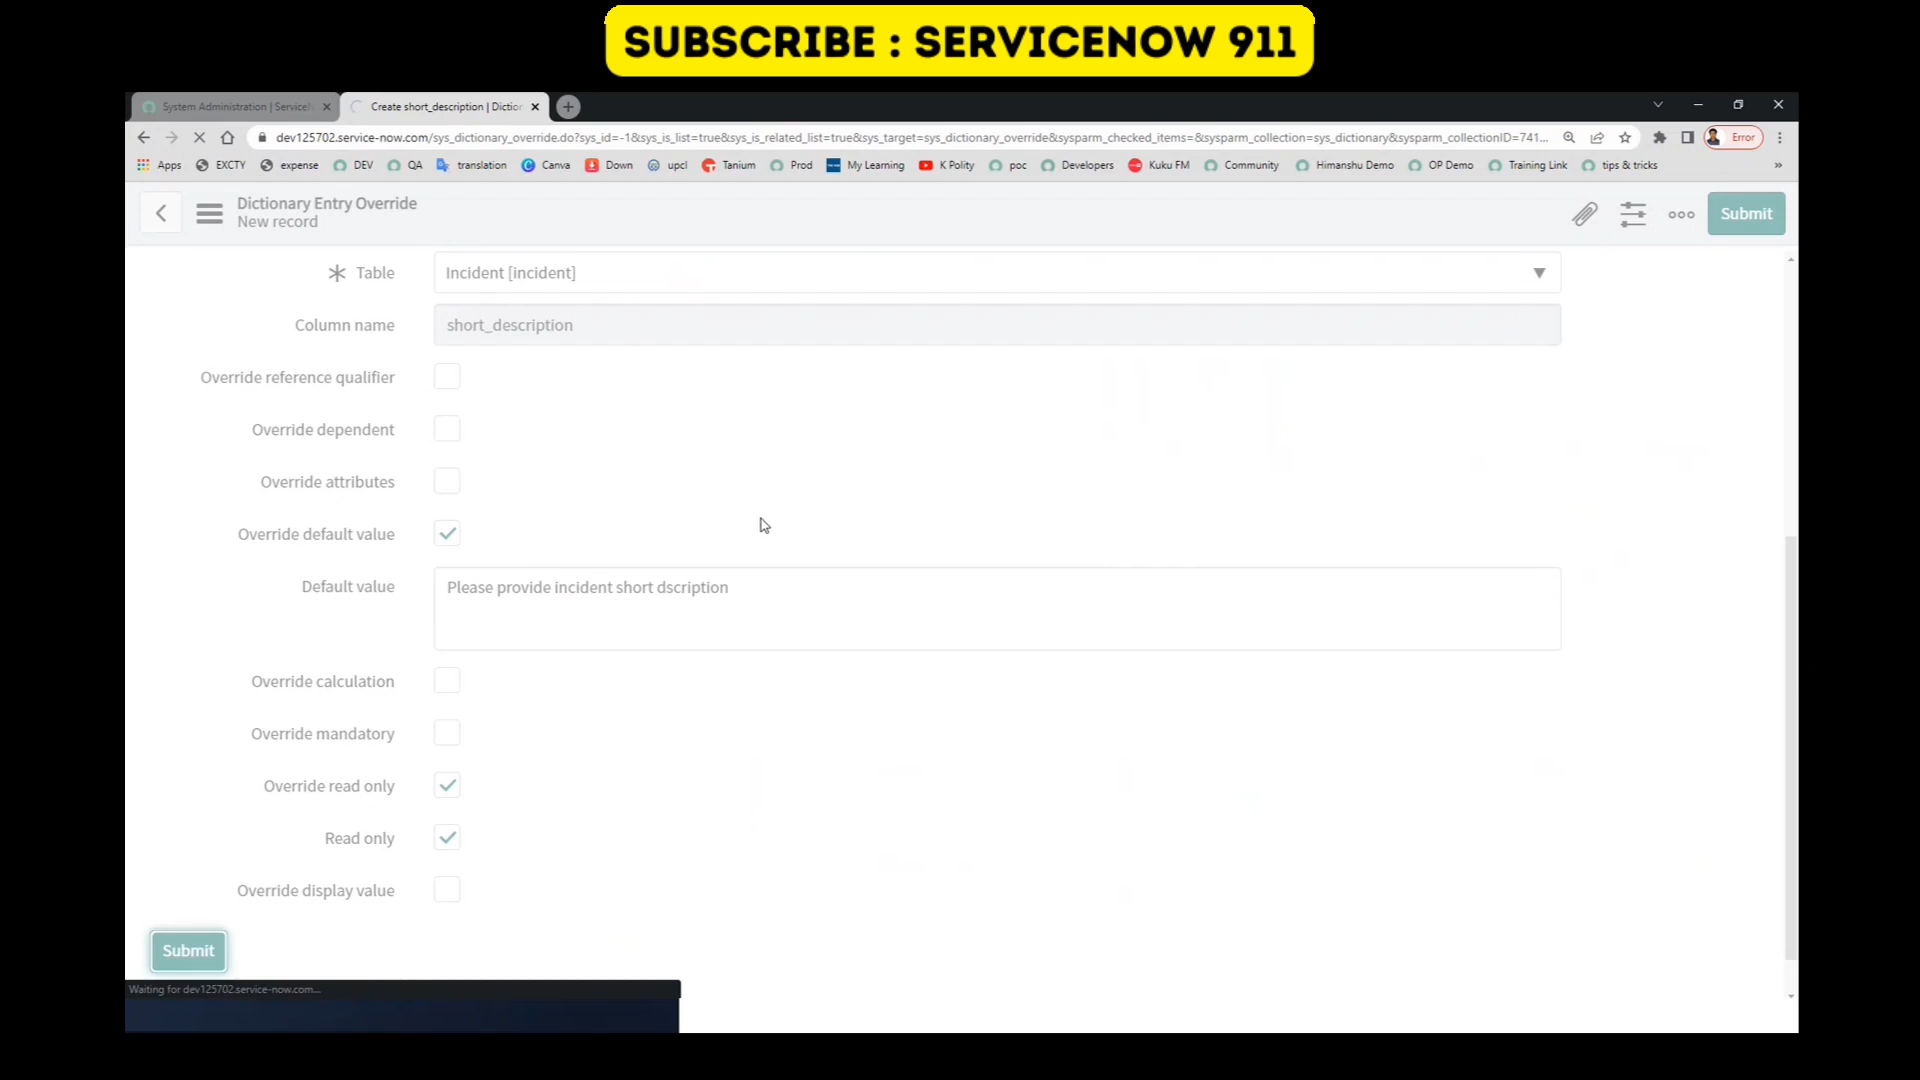 SUBSCRIBE : SERVICENOW 911
System Administration | Service
Create short_description | Diction
dev125702.service-now.com/sys_dictionary_override.do?sys_id=-1&sys_is_list=true&sys_is_related_list=true&sys_target=sys_dictionary_override&sysparm_checked_items=&sysparm_collection=sys_dictionary&sysparm_collectionID=741...
Error
Apps EXCTY expense DEV QA translation Canva Down upcl Tanium Prod My Learning K Polity poc Developers Kuku FM Community Himanshu Demo OP Demo Training Link tips & tricks »
Dictionary Entry Override
New record
Submit
Table Incident [incident]
Column name short_description
Override reference qualifier
Override dependent
Override attributes
Override default value
Default value Please provide incident short dscription
Override calculation
Override mandatory
Override read only
Read only
Override display value
Submit
Waiting for dev125702.service-now.com...